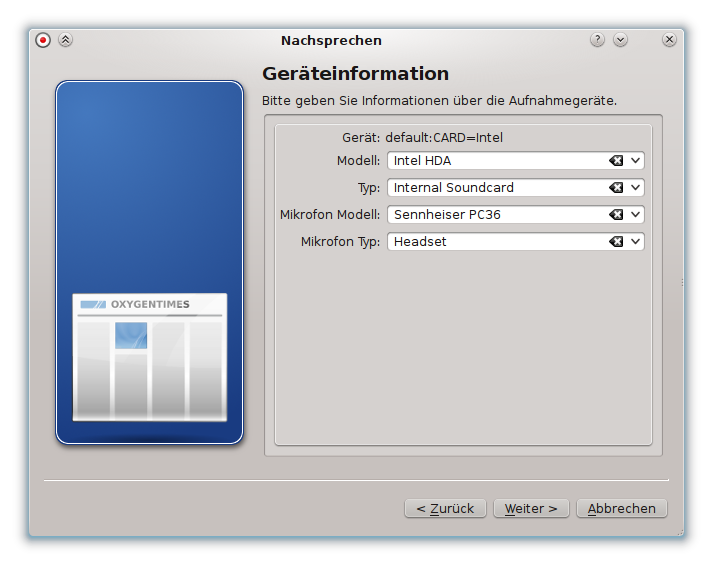 Nachsprechen
Geräteinformation
Bitte geben Sie Informationen über die Aufnahmegeräte.
Gerät: default:CARD=Intel
Modell: Intel HDA
Typ: Internal Soundcard
Mikrofon Modell: Sennheiser PC36
Mikrofon Typ: Headset
OXYGENTIMES
< Zurück Weiter > Abbrechen